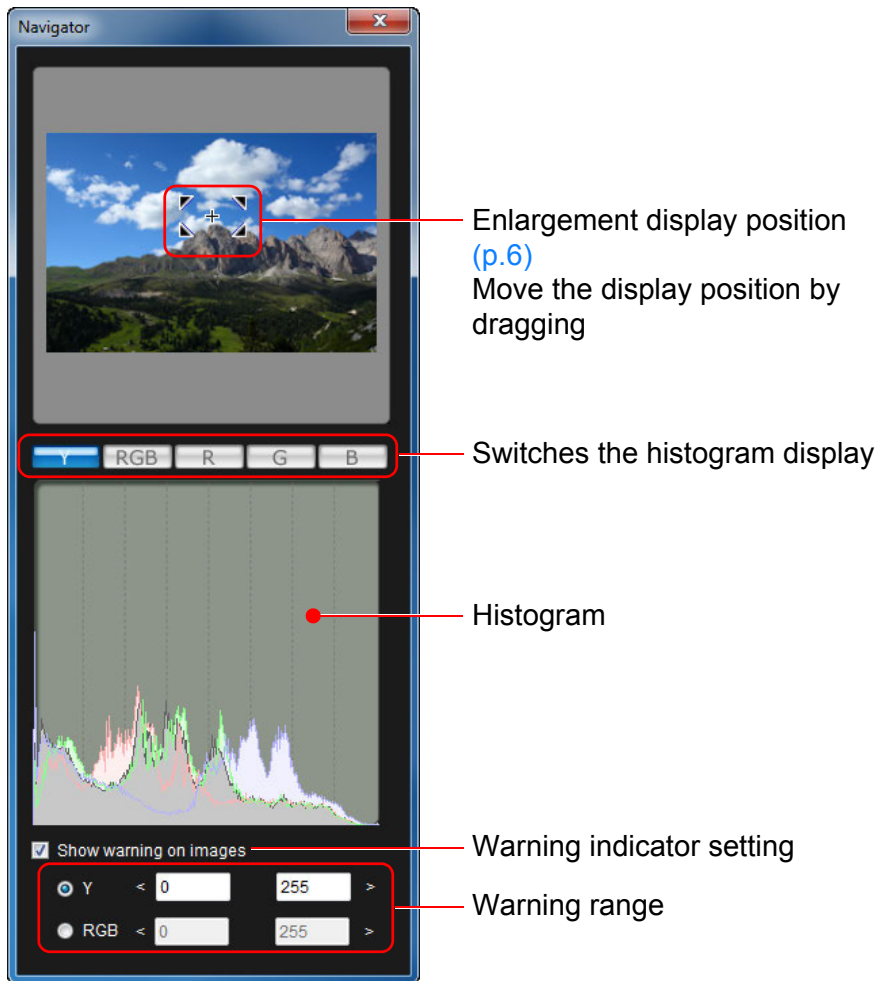 Navigator
Enlargement display position
(p.6)
Move the display position by
dragging
Y RGB R G B
Switches the histogram display
Histogram
Show warning on images
Warning indicator setting
Y < 0 255 >
Warning range
RGB < 0 255 >